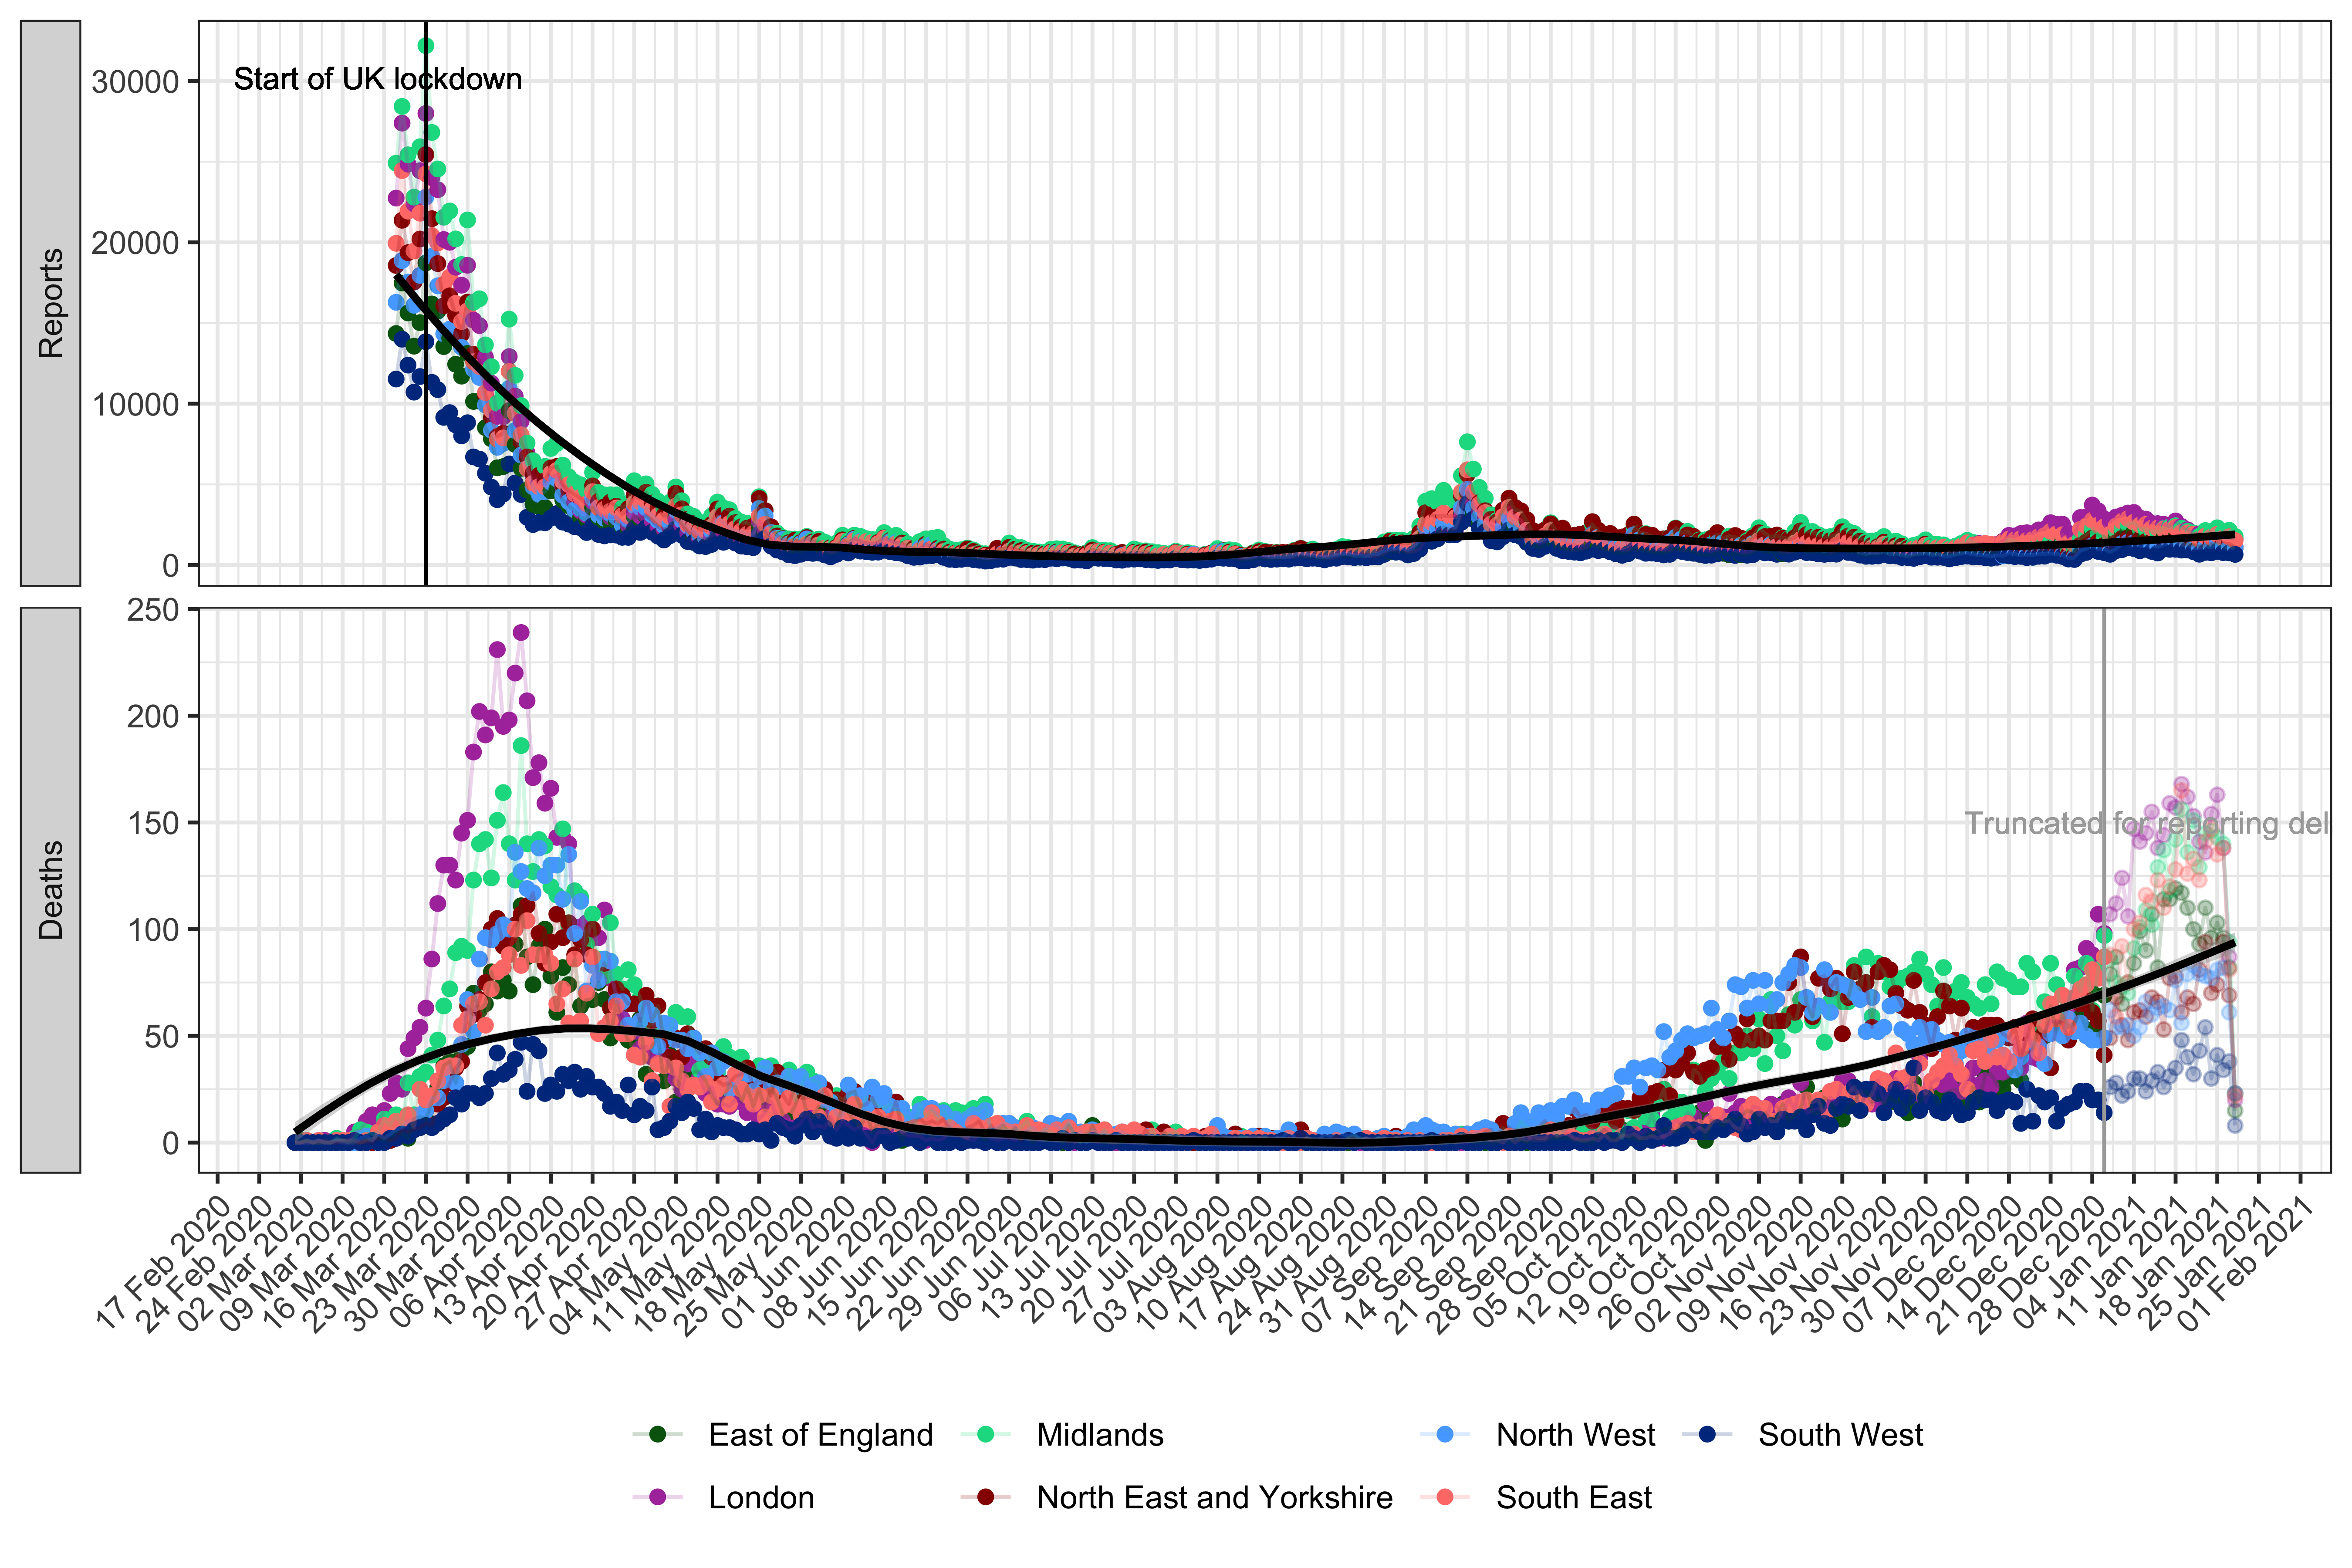 Reports
30000
20000
10000
0
Start of UK lockdown
Deaths
250
200
150
100
50
0
Truncated for reporting del
17 Feb 2020
24 Feb 2020
02 Mar 2020
09 Mar 2020
16 Mar 2020
23 Mar 2020
30 Mar 2020
06 Apr 2020
13 Apr 2020
20 Apr 2020
27 Apr 2020
04 May 2020
11 May 2020
18 May 2020
25 May 2020
01 Jun 2020
08 Jun 2020
15 Jun 2020
22 Jun 2020
29 Jun 2020
06 Jul 2020
13 Jul 2020
20 Jul 2020
27 Jul 2020
03 Aug 2020
10 Aug 2020
17 Aug 2020
24 Aug 2020
31 Aug 2020
07 Sep 2020
14 Sep 2020
21 Sep 2020
28 Sep 2020
05 Oct 2020
12 Oct 2020
19 Oct 2020
26 Oct 2020
02 Nov 2020
09 Nov 2020
16 Nov 2020
23 Nov 2020
30 Nov 2020
07 Dec 2020
14 Dec 2020
21 Dec 2020
28 Dec 2020
04 Jan 2021
11 Jan 2021
18 Jan 2021
25 Jan 2021
01 Feb 2021
East of England
Midlands
North West
South West
London
North East and Yorkshire
South East